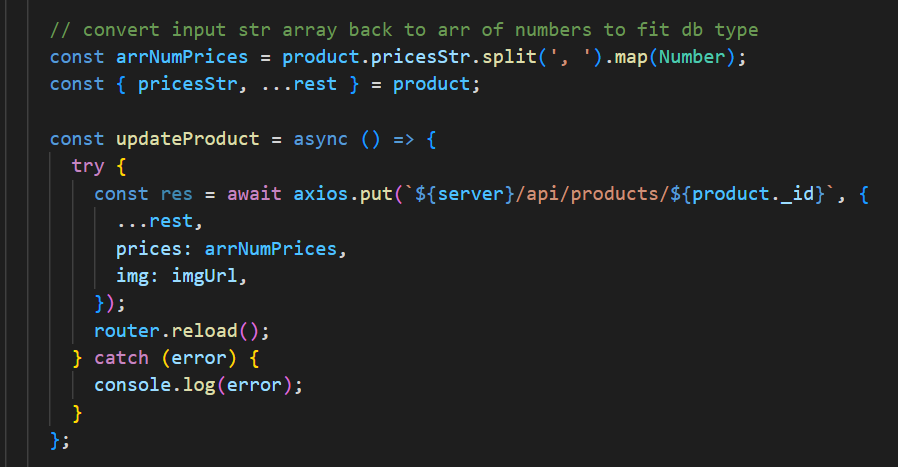 // convert input str array back to arr of numbers to fit db type
const arrNumPrices = product.pricesStr.split(', ').map(Number);
const { pricesStr, ...rest } = product;
const updateProduct = async () => {
try {
const res = await axios.put(`${server}/api/products/${product._id}`, {
...rest,
prices: arrNumPrices,
img: imgUrl,
});
router.reload();
} catch (error) {
console.log(error);
}
};